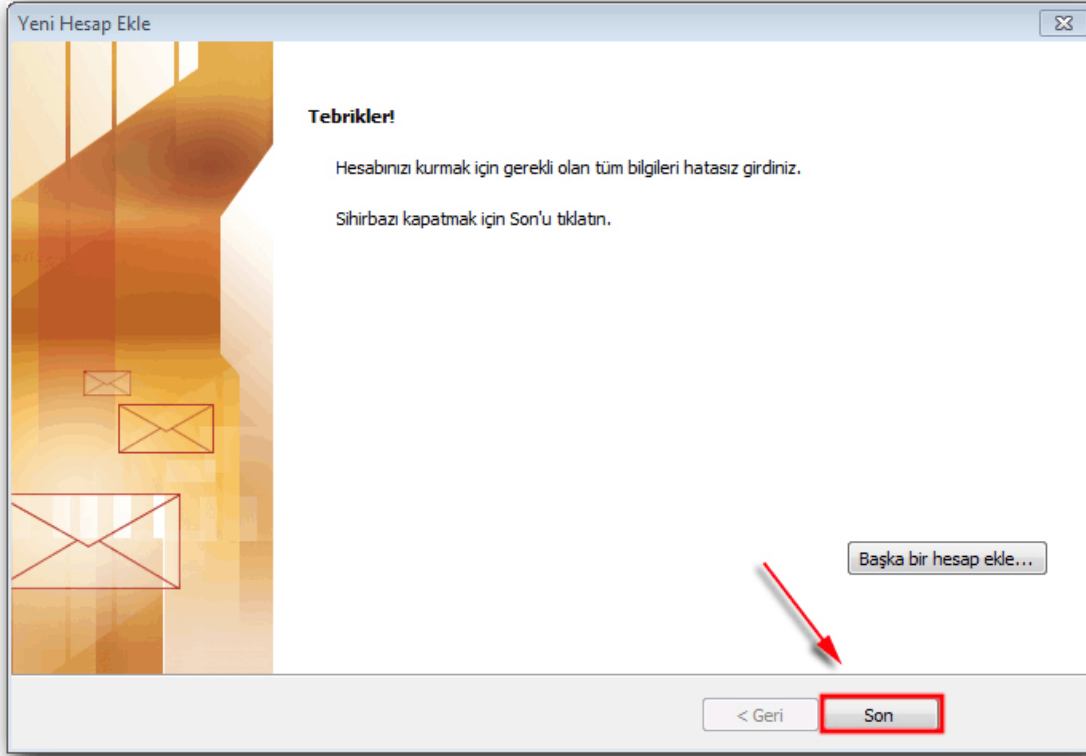 Yeni Hesap Ekle
Tebrikler!
Hesabınızı kurmak için gerekli olan tüm bilgileri hatasız girdiniz.
Sihirbazı kapatmak için Son'u tıklatın.
Başka bir hesap ekle...
< Geri
Son